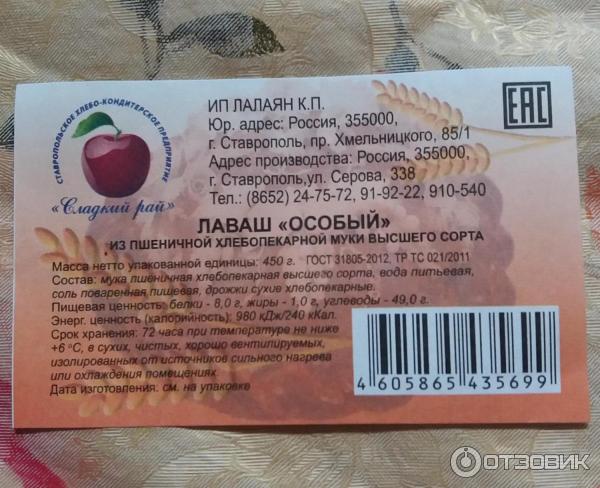 СТАВРОПОЛЬСКОЕ ХЛЕБО-КОНДИТЕРСКОЕ ПРЕДПРИЯТИЕ
"Сладкий рай"
ИП ЛАЛАЯН К.П.
Юр. адрес: Россия, 355000,
г. Ставрополь, пр. Хмельницкого, 85/1
Адрес производства: Россия, 355000,
г. Ставрополь,ул. Серова, 338
Тел.: (8652) 24-75-72, 91-92-22, 910-540
EAC
ЛАВАШ «ОСОБЫЙ»
ИЗ ПШЕНИЧНОЙ ХЛЕБОПЕКАРНОЙ МУКИ ВЫСШЕГО СОРТА
Масса нетто упакованной единицы: 450 г. ГОСТ 31805-2012, ТР ТС 021/2011
Состав: мука пшеничная хлебопекарная высшего сорта, вода питьевая,
соль поваренная пищевая, дрожжи сухие хлебопекарные.
Пищевая ценность: белки - 8,0 г, жиры - 1,0 г, углеводы - 49,0 г.
Энерг. ценность (калорийность): 980 кДж/240 кКал.
Срок хранения: 72 часа при температуре не ниже
+6 °С, в сухих, чистых, хорошо вентилируемых,
изолированных от источников сильного нагрева
или охлаждения помещениях
Дата изготовления: см. на упаковке
4 605865 435699
ОТЗОВИК